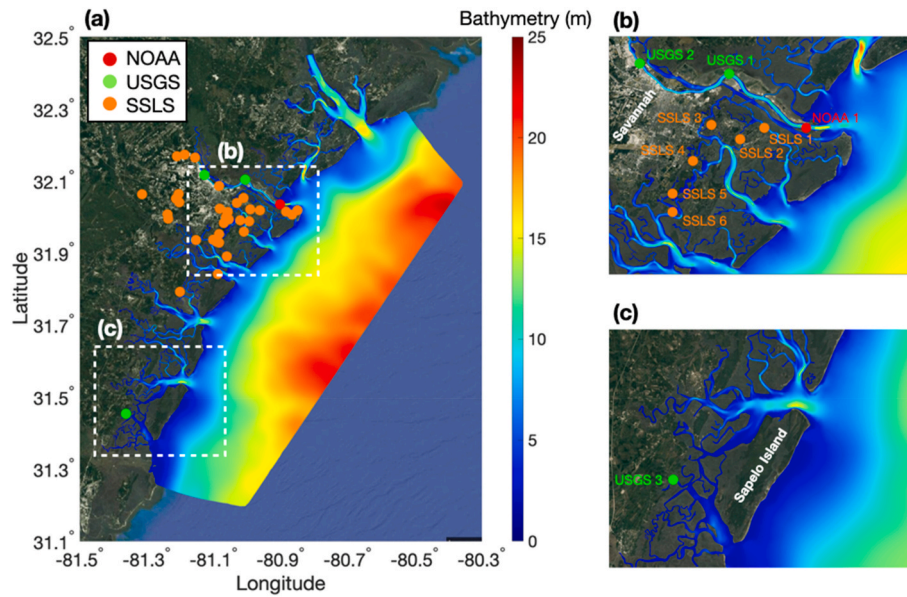 (a)
Bathymetry (m)
NOAA
USGS
SSLS
32.5°
32.3°
32.1°
31.9°
31.7°
31.5°
31.3°
31.1°
Latitude
(b)
(c)
-81.5°
-81.3°
-81.1°
-80.9°
-80.7°
-80.5°
-80.3°
Longitude
25
20
15
10
5
0
(b)
USGS 2
USGS 1
Savannah
SSLS 3
NOAA 1
SSLS 1
SSLS 2
SSLS 4
SSLS 5
SSLS 6
(c)
USGS 3
Sapelo Island